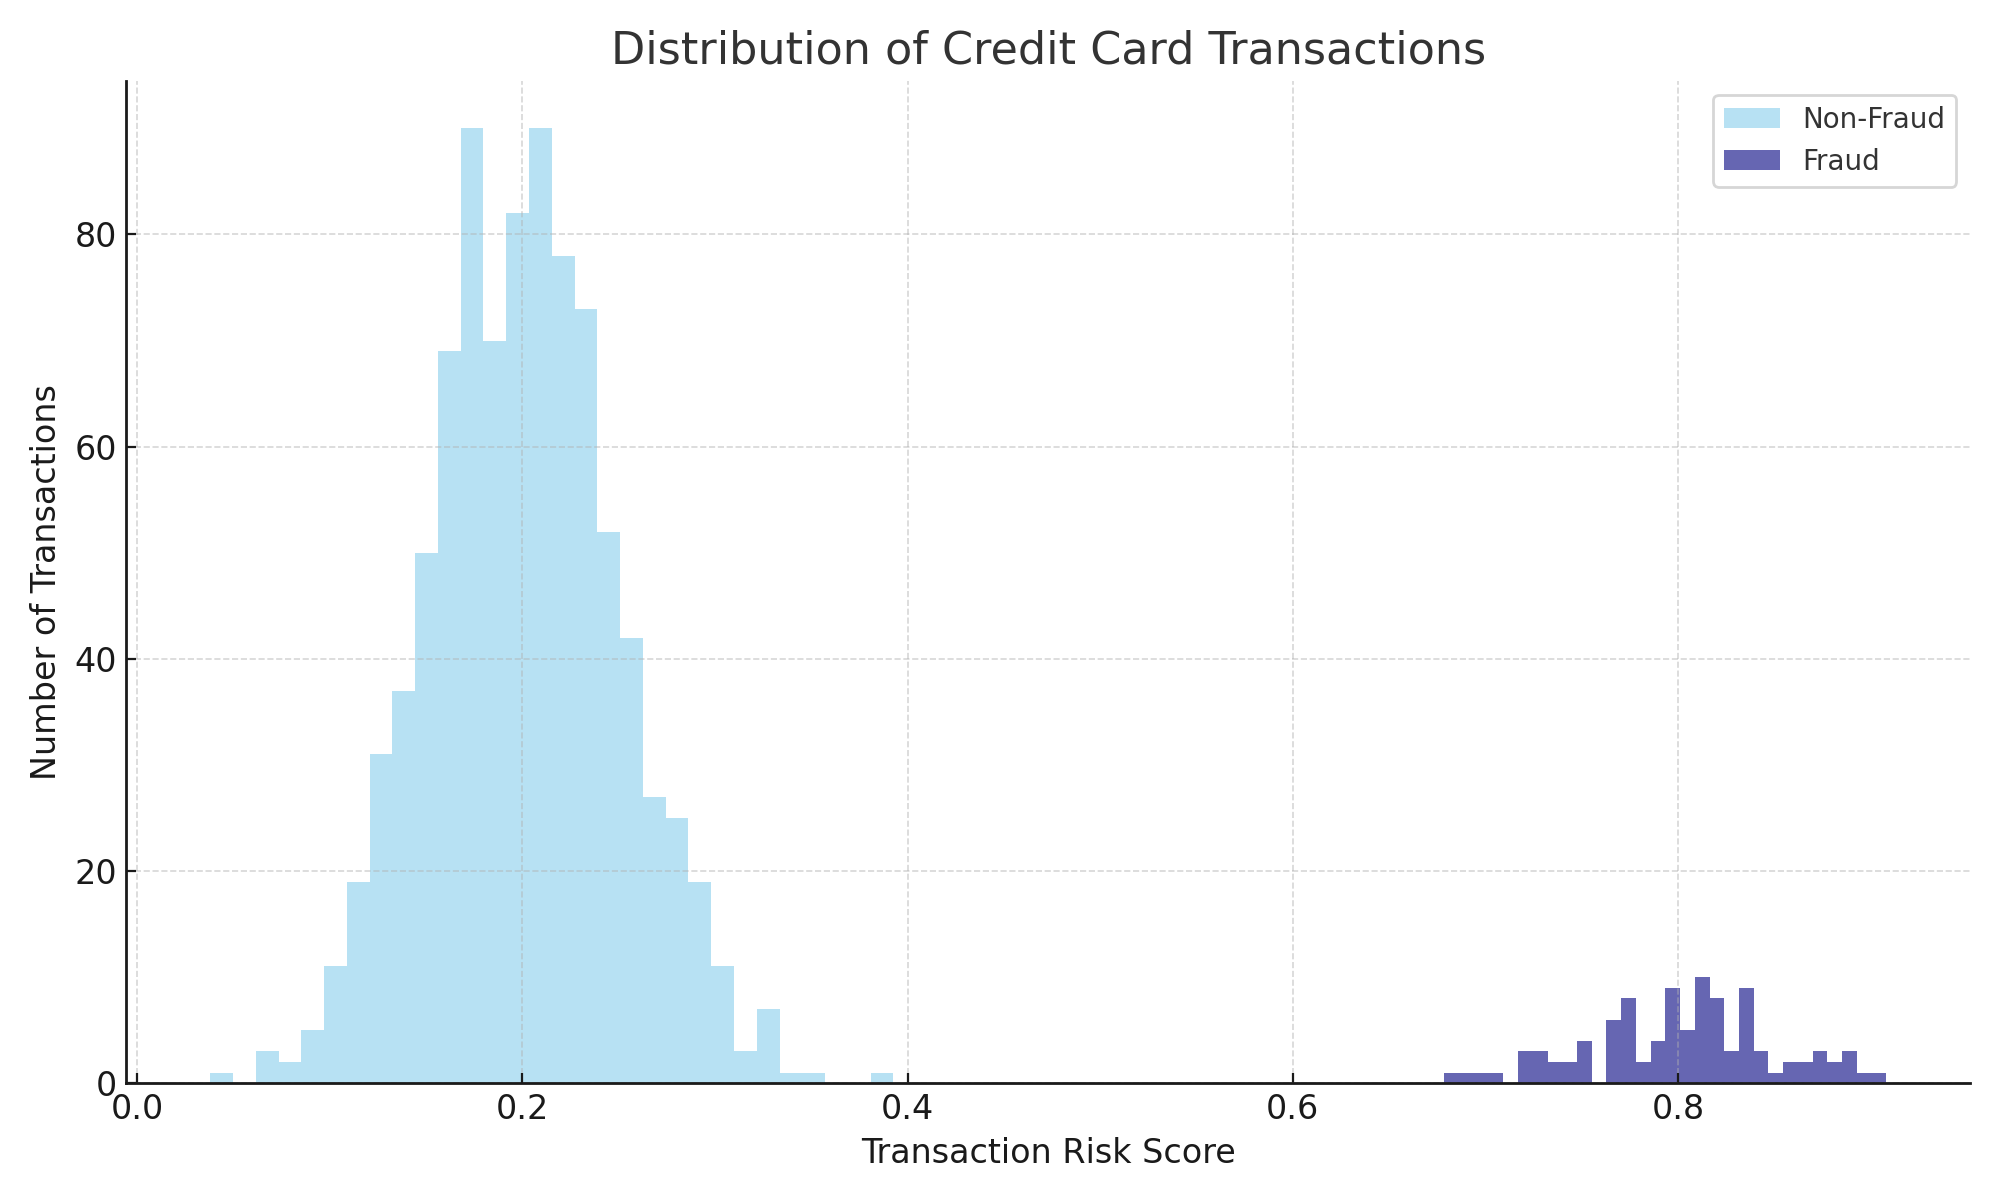 Distribution of Credit Card Transactions
Non-Fraud
Fraud
Number of Transactions
80
60
40
20
0
0.0 0.2 0.4 0.6 0.8
Transaction Risk Score